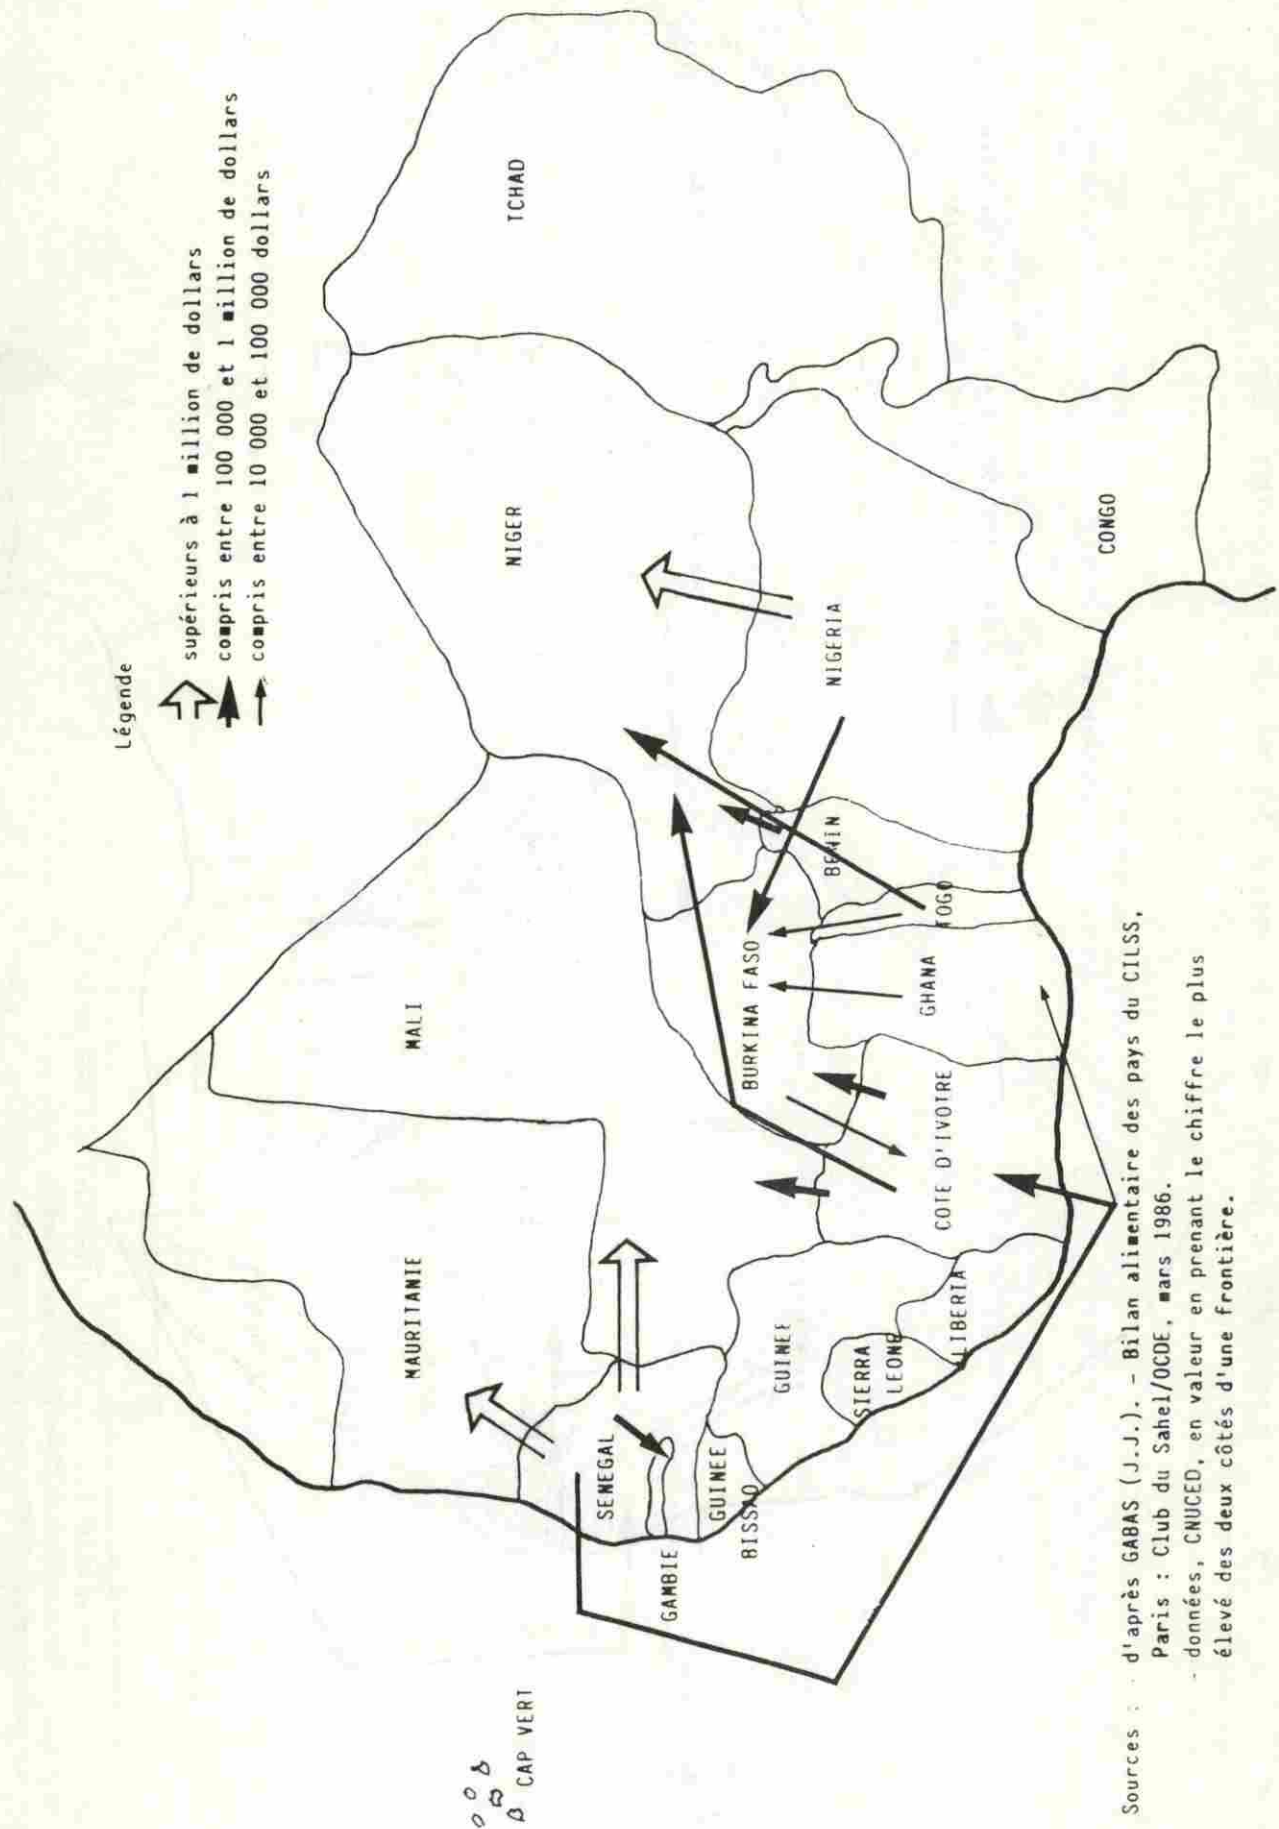 Légende
supérieurs à 1 million de dollars
compris entre 100 000 et 1 million de dollars
compris entre 10 000 et 100 000 dollars
CAP VERT
MAURITANIE
MALI
NIGER
TCHAD
SENEGAL
GAMBIE
GUINEE
BISSAO
GUINEE
SIERRA
LEONE
LIBERIA
COTE D'IVOTRE
BURKINA FASO
GHANA
TOGO
BENIN
NIGERIA
CONGO
Sources : - d'après GABAS (J.J.). - Bilan alimentaire des pays du CILSS,
Paris : Club du Sahel/OCDE, mars 1986.
- données, CNUCED, en valeur en prenant le chiffre le plus
élevé des deux côtés d'une frontière.